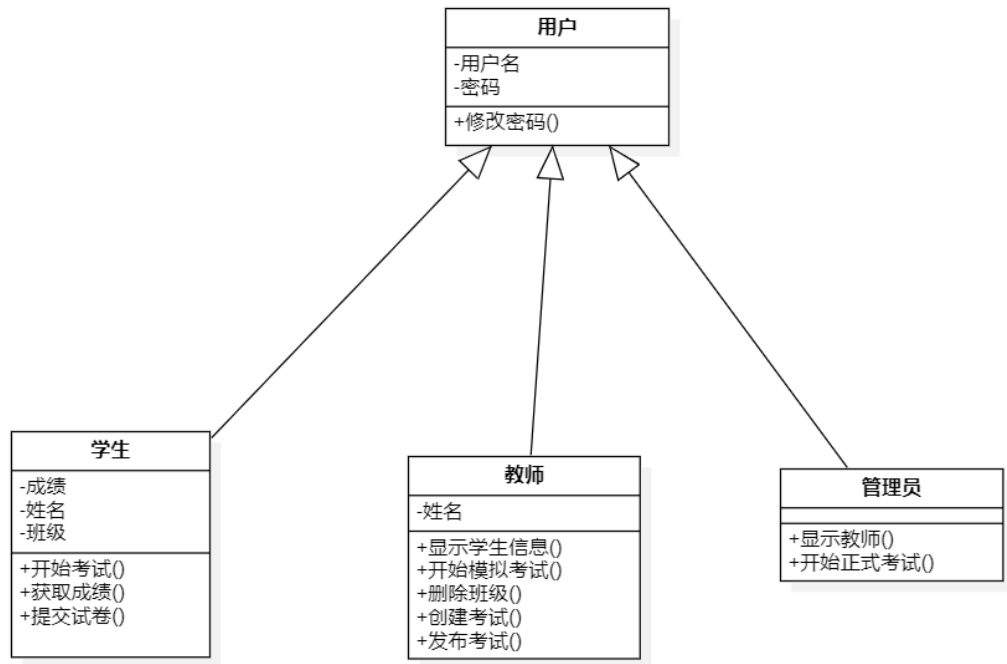 用户
-用户名
-密码
+修改密码()
学生
-成绩
-姓名
-班级
+开始考试()
+获取成绩()
+提交试卷()
教师
-姓名
+显示学生信息()
+开始模拟考试()
+删除班级()
+创建考试()
+发布考试()
管理员
+显示教师()
+开始正式考试()